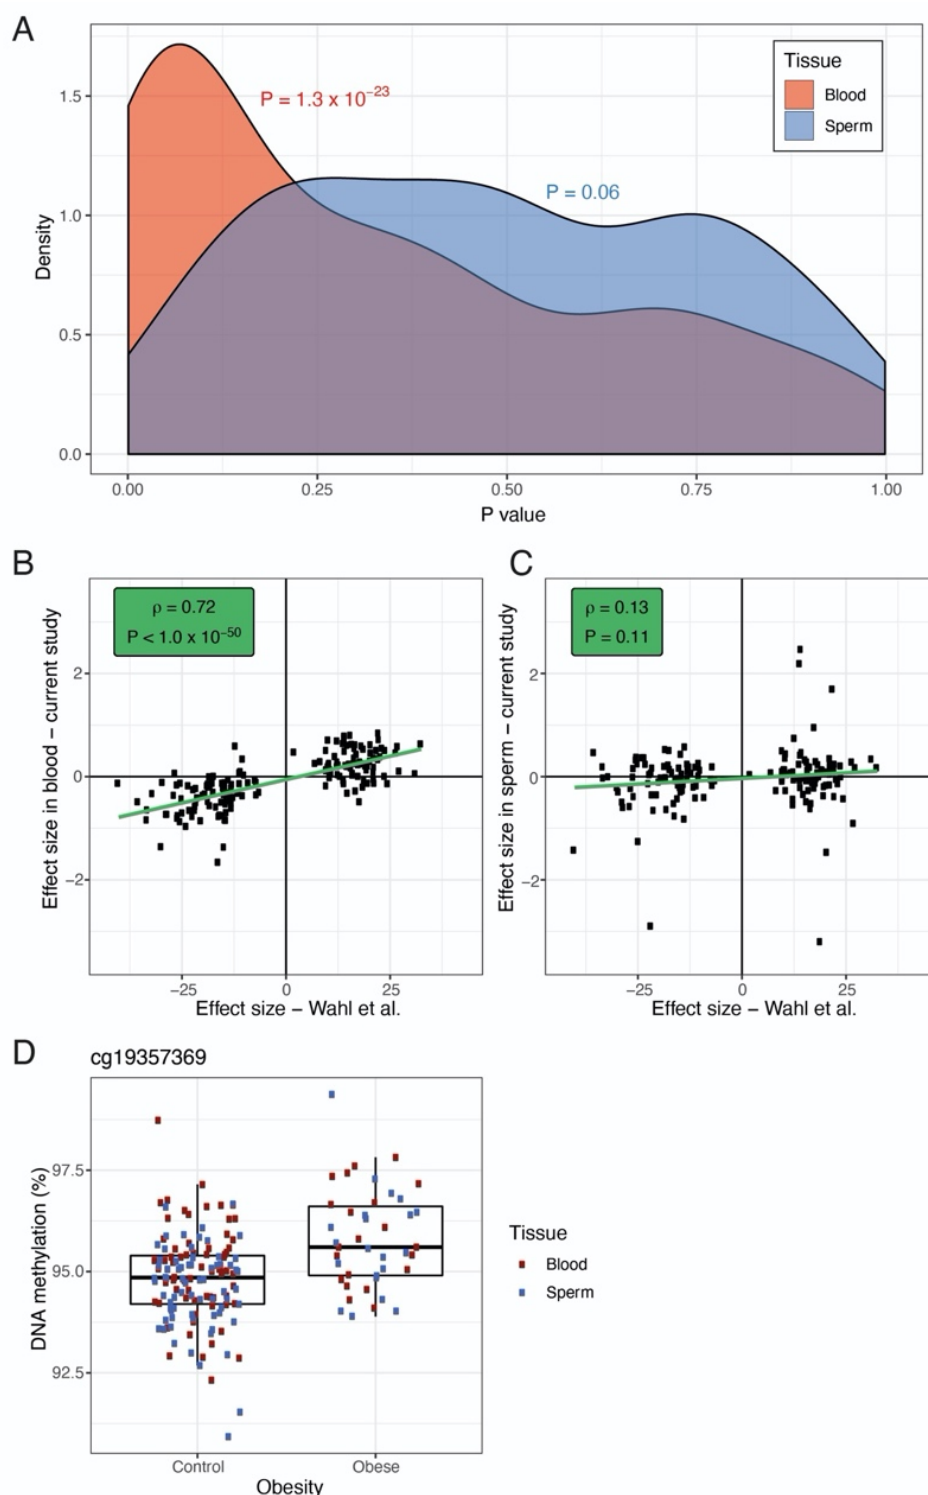 A
Tissue
Blood
Sperm
P = 1.3 x 10⁻²³
P = 0.06
Density
1.5
1.0
0.5
0.0
0.00 0.25 0.50 0.75 1.00
P value
B
ρ = 0.72
P < 1.0 x 10⁻⁵⁰
Effect size in blood – current study
2
0
−2
−25 0 25
Effect size – Wahl et al.
C
ρ = 0.13
P = 0.11
Effect size in sperm – current study
2
0
−2
−25 0 25
Effect size – Wahl et al.
D
cg19357369
DNA methylation (%)
97.5
95.0
92.5
Control Obese
Obesity
Tissue
Blood
Sperm